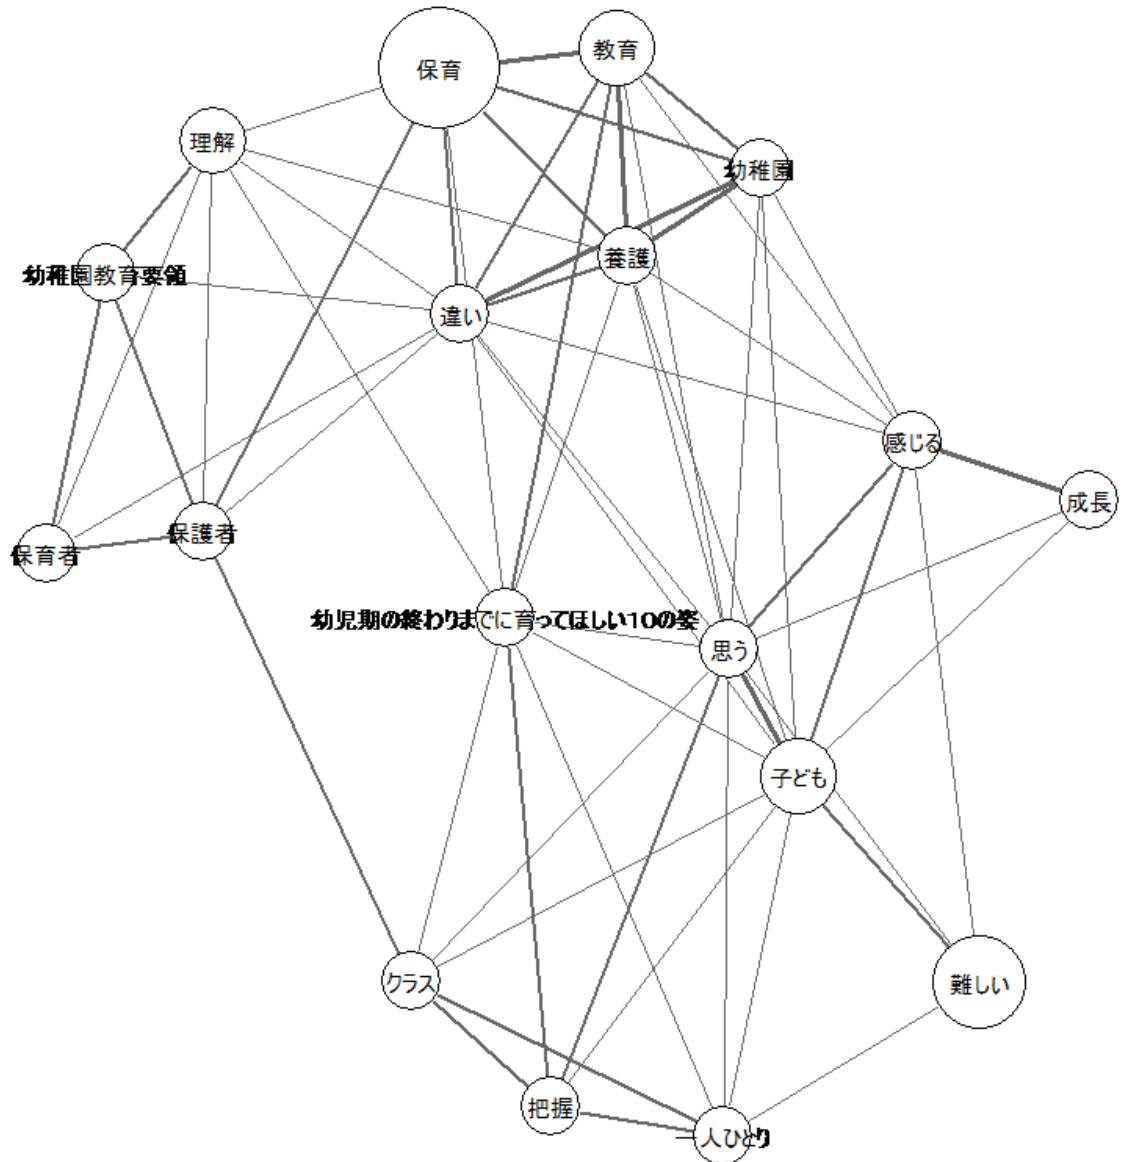 保育
教育
理解
幼稚園
養護
幼稚園教育要領
違い
感じる
成長
保護者
保育者
幼児期の終わりまでに育ってほしい10の姿
思う
子ども
クラス
難しい
把握
一人ひとり